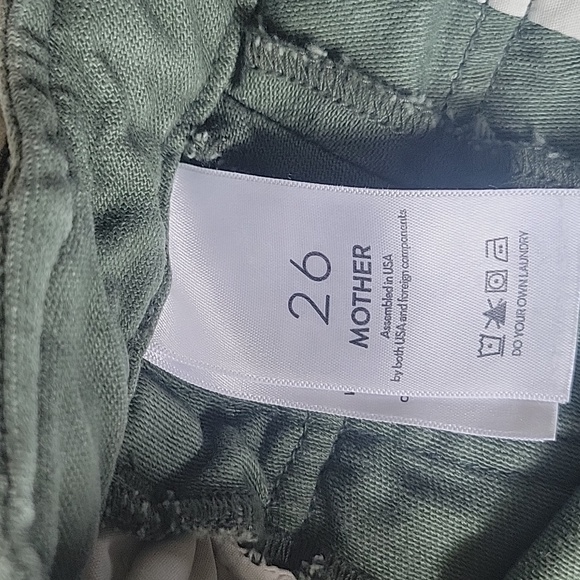 26
MOTHER
Assembled in USA
by both USA and foreign components
DO YOUR OWN LAUNDRY